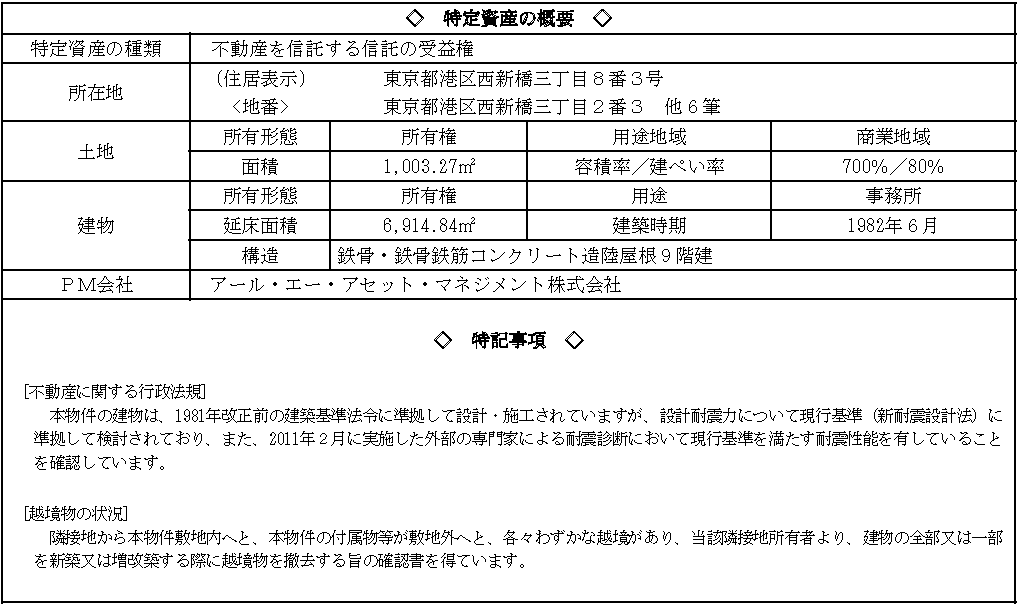 ◇ 特定資産の概要 ◇
特定資産の種類 不動産を信託する信託の受益権
所在地 (住居表示) 東京都港区西新橋三丁目8番3号
<地番> 東京都港区西新橋三丁目2番3 他6筆
土地 所有形態 所有権 用途地域 商業地域
面積 1,003.27㎡ 容積率/建ぺい率 700%/80%
建物 所有形態 所有権 用途 事務所
延床面積 6,914.84㎡ 建築時期 1982年6月
構造 鉄骨・鉄骨鉄筋コンクリート造陸屋根9階建
PM会社 アール・エー・アセット・マネジメント株式会社
◇ 特記事項 ◇
[不動産に関する行政法規]
本物件の建物は、1981年改正前の建築基準法令に準拠して設計・施工されていますが、設計耐震力について現行基準(新耐震設計法)に
準拠して検討されており、また、2011年2月に実施した外部の専門家による耐震診断において現行基準を満たす耐震性能を有していること
を確認しています。
[越境物の状況]
隣接地から本物件敷地内へと、本物件の付属物等が敷地外へと、各々わずかな越境があり、当該隣接地所有者より、建物の全部又は一部
を新築又は増改築する際に越境物を撤去する旨の確認書を得ています。